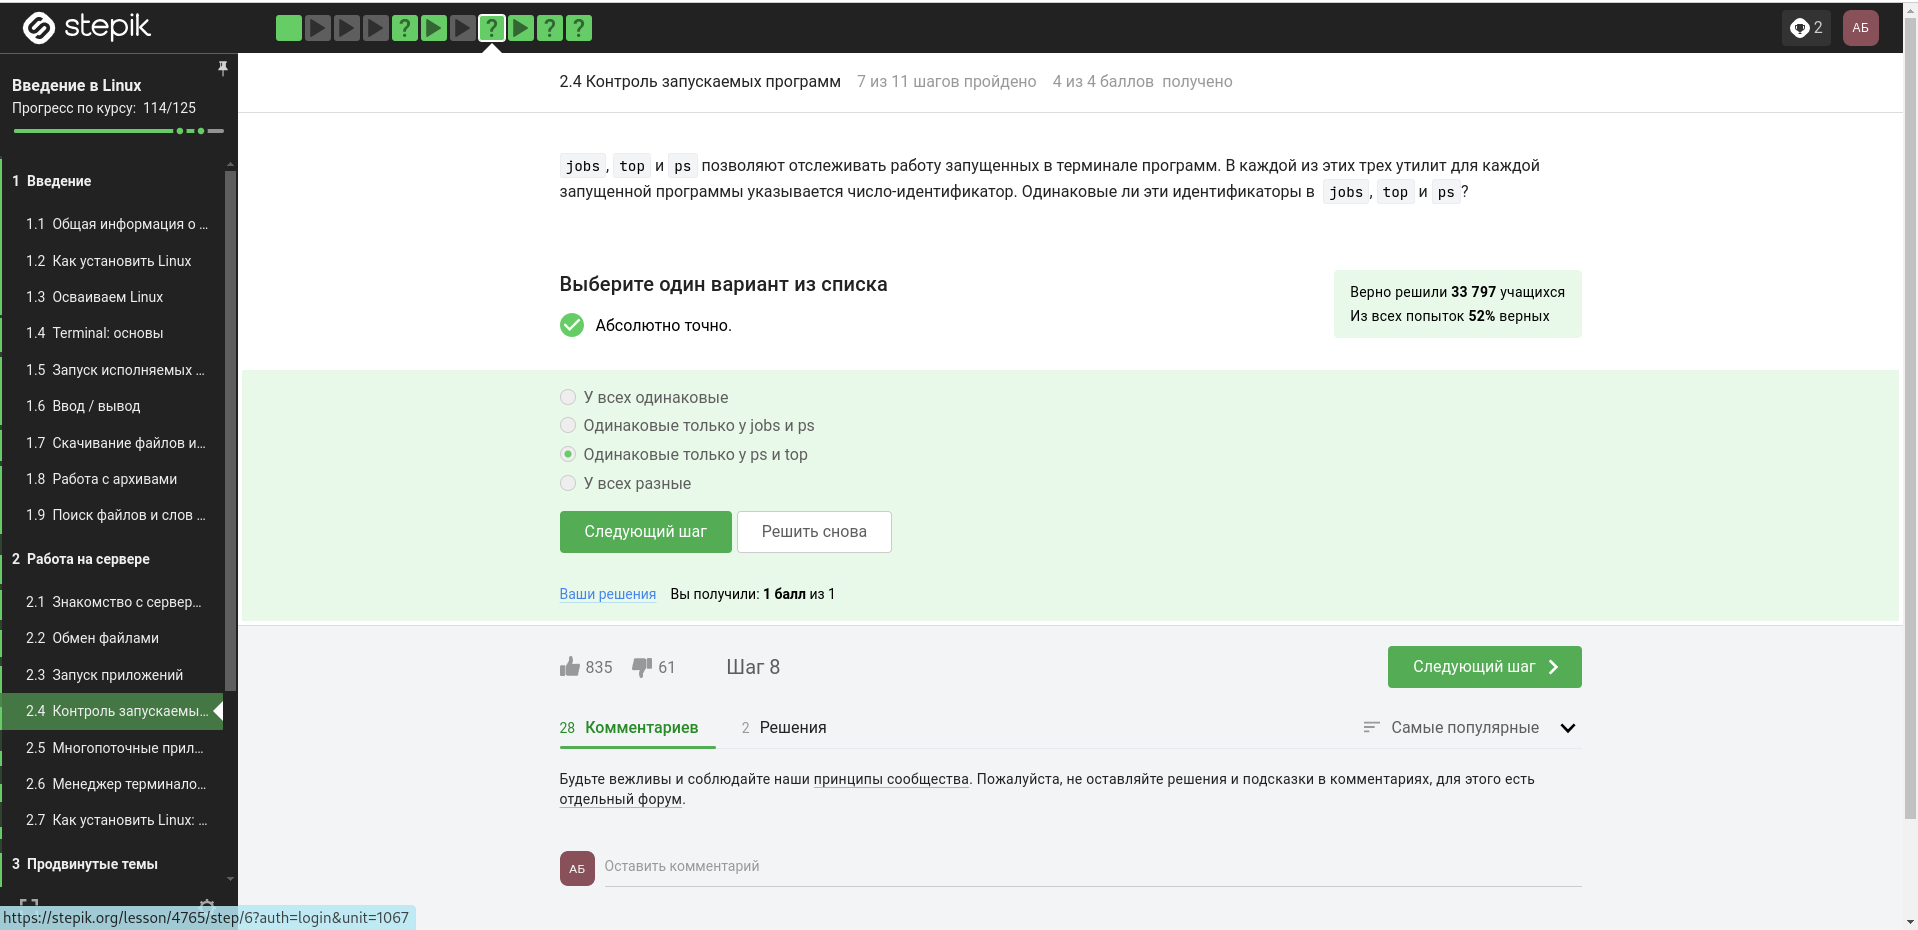 stepik
2
АБ
Введение в Linux
Прогресс по курсу: 114/125
1 Введение
1.1 Общая информация о ...
1.2 Как установить Linux
1.3 Осваиваем Linux
1.4 Terminal: основы
1.5 Запуск исполняемых ...
1.6 Ввод / вывод
1.7 Скачивание файлов и...
1.8 Работа с архивами
1.9 Поиск файлов и слов ...
2 Работа на сервере
2.1 Знакомство с сервер...
2.2 Обмен файлами
2.3 Запуск приложений
2.4 Контроль запускаемы...
2.5 Многопоточные прил...
2.6 Менеджер терминало...
2.7 Как установить Linux: ...
3 Продвинутые темы
https://stepik.org/lesson/4765/step/6?auth=login&unit=1067
2.4 Контроль запускаемых программ 7 из 11 шагов пройдено 4 из 4 баллов получено
jobs, top и ps позволяют отслеживать работу запущенных в терминале программ. В каждой из этих трех утилит для каждой
запущенной программы указывается число-идентификатор. Одинаковые ли эти идентификаторы в jobs, top и ps?
Выберите один вариант из списка
Абсолютно точно.
Верно решили 33 797 учащихся
Из всех попыток 52% верных
У всех одинаковые
Одинаковые только у jobs и ps
Одинаковые только у ps и top
У всех разные
Следующий шаг Решить снова
Ваши решения Вы получили: 1 балл из 1
835 61 Шаг 8 Следующий шаг
28 Комментариев 2 Решения Самые популярные
Будьте вежливы и соблюдайте наши принципы сообщества. Пожалуйста, не оставляйте решения и подсказки в комментариях, для этого есть
отдельный форум.
АБ Оставить комментарий